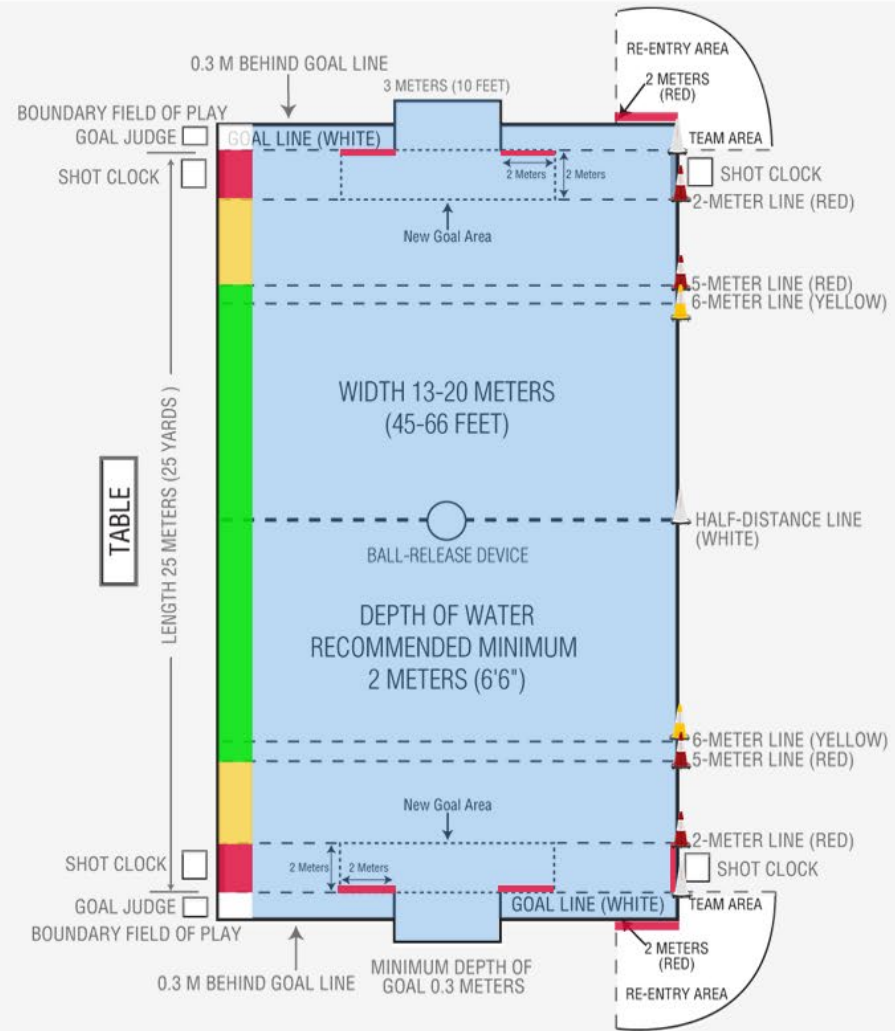 RE-ENTRY AREA
0.3 M BEHIND GOAL LINE
2 METERS
(RED)
3 METERS (10 FEET)
BOUNDARY FIELD OF PLAY
GOAL JUDGE
GOAL LINE (WHITE)
TEAM AREA
SHOT CLOCK
2 Meters
2 Meters
SHOT CLOCK
2-METER LINE (RED)
New Goal Area
5-METER LINE (RED)
6-METER LINE (YELLOW)
WIDTH 13-20 METERS
(45-66 FEET)
LENGTH 25 METERS (25 YARDS )
TABLE
HALF-DISTANCE LINE
(WHITE)
BALL-RELEASE DEVICE
DEPTH OF WATER
RECOMMENDED MINIMUM
2 METERS (6'6")
6-METER LINE (YELLOW)
5-METER LINE (RED)
New Goal Area
2-METER LINE (RED)
SHOT CLOCK
2 Meters
2 Meters
SHOT CLOCK
GOAL JUDGE
GOAL LINE (WHITE)
TEAM AREA
BOUNDARY FIELD OF PLAY
2 METERS
(RED)
0.3 M BEHIND GOAL LINE
MINIMUM DEPTH OF
GOAL 0.3 METERS
RE-ENTRY AREA